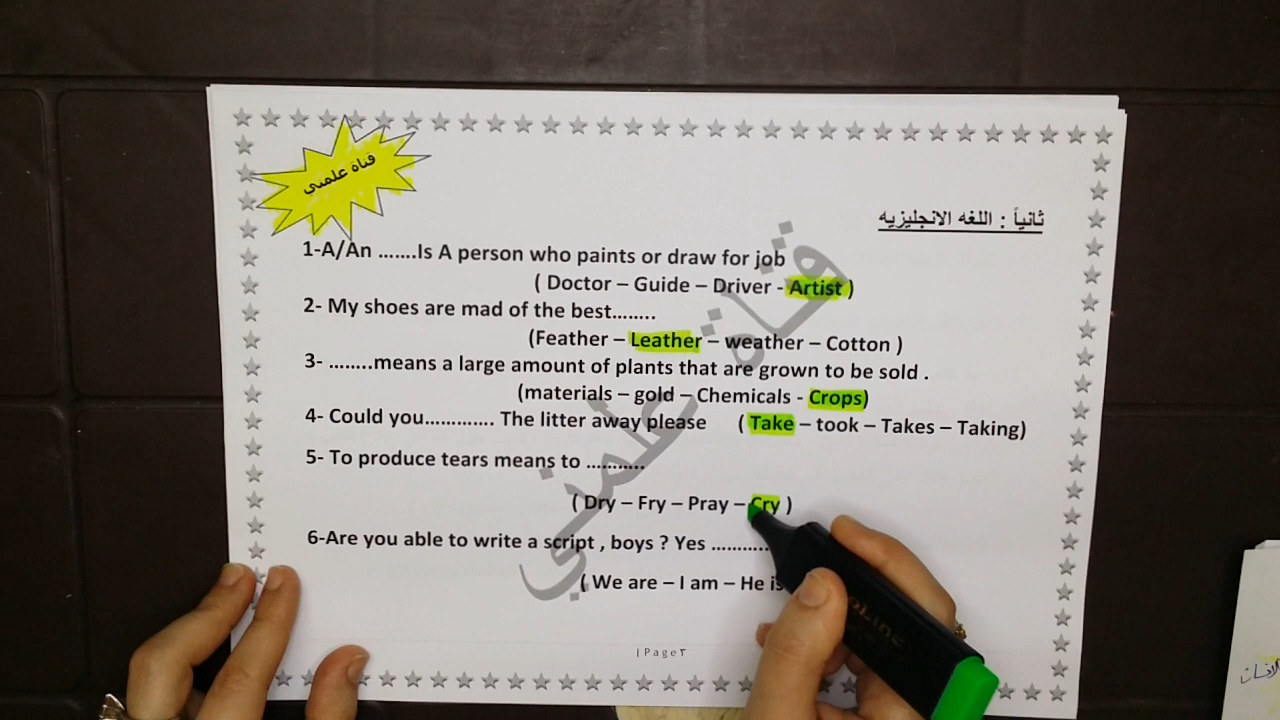 قناة علمني
ثانياً : اللغه الانجليزيه
1-A/An .......Is A person who paints or draw for job
( Doctor – Guide – Driver - Artist )
2- My shoes are mad of the best........
(Feather – Leather – weather – Cotton )
3- ........means a large amount of plants that are grown to be sold .
(materials – gold – Chemicals - Crops)
4- Could you............. The litter away please ( Take – took – Takes – Taking)
5- To produce tears means to ...........
( Dry – Fry – Pray – Cry )
6-Are you able to write a script , boys ? Yes ...........
( We are – I am – He is
قناة علمني
| Page٣